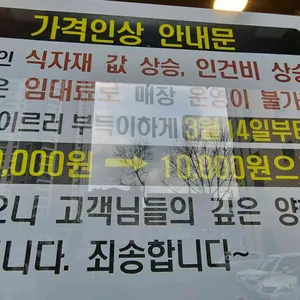 가격인상 안내문
인 식자재 값 상승, 인건비 상승
은 임대료로 매장 운영이 불가
이르러 부득이하게 3월14일부터
,000원 → 10,000원으
오니 고객님들의 깊은 양
니다. 죄송합니다~